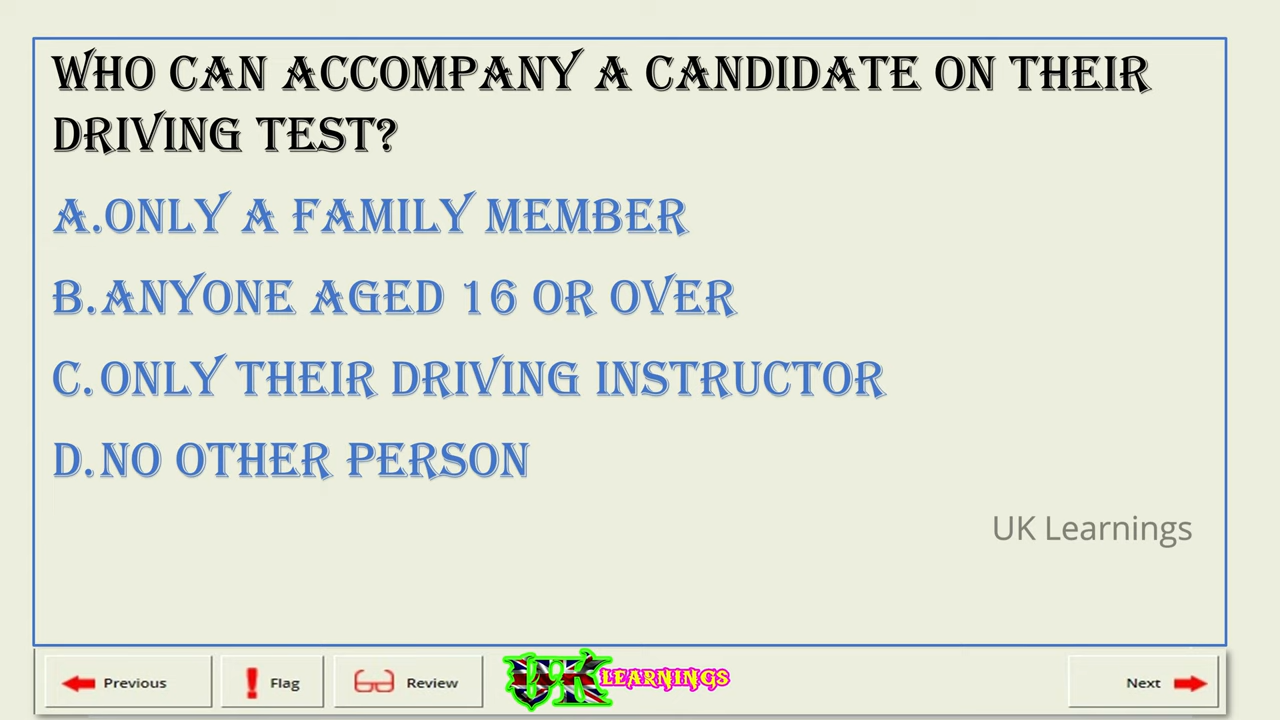 WHO CAN ACCOMPANY A CANDIDATE ON THEIR
DRIVING TEST?
A.ONLY A FAMILY MEMBER
B.ANYONE AGED 16 OR OVER
C.ONLY THEIR DRIVING INSTRUCTOR
D.NO OTHER PERSON
UK Learnings
Previous
Flag
Review
UK LEARNINGS
Next